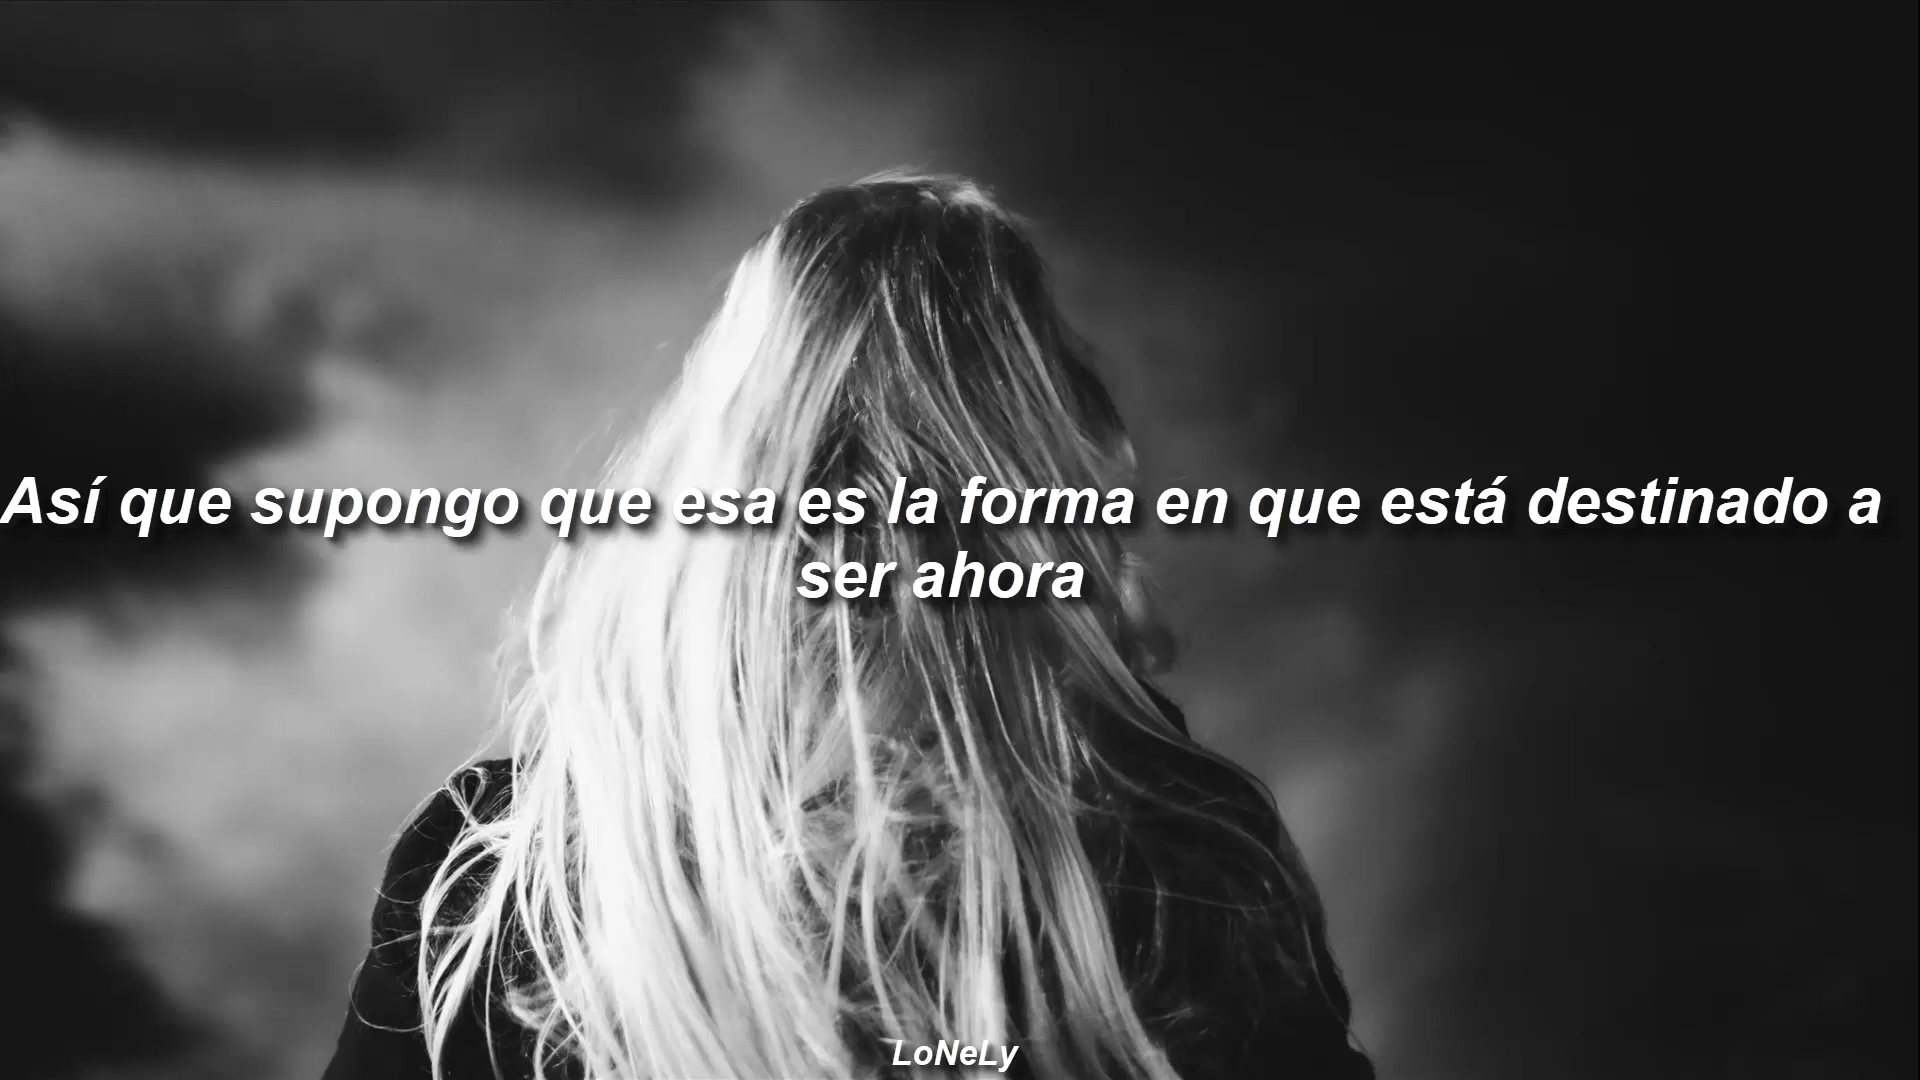 Así que supongo que esa es la forma en que está destinado a
ser ahora
LoNeLy